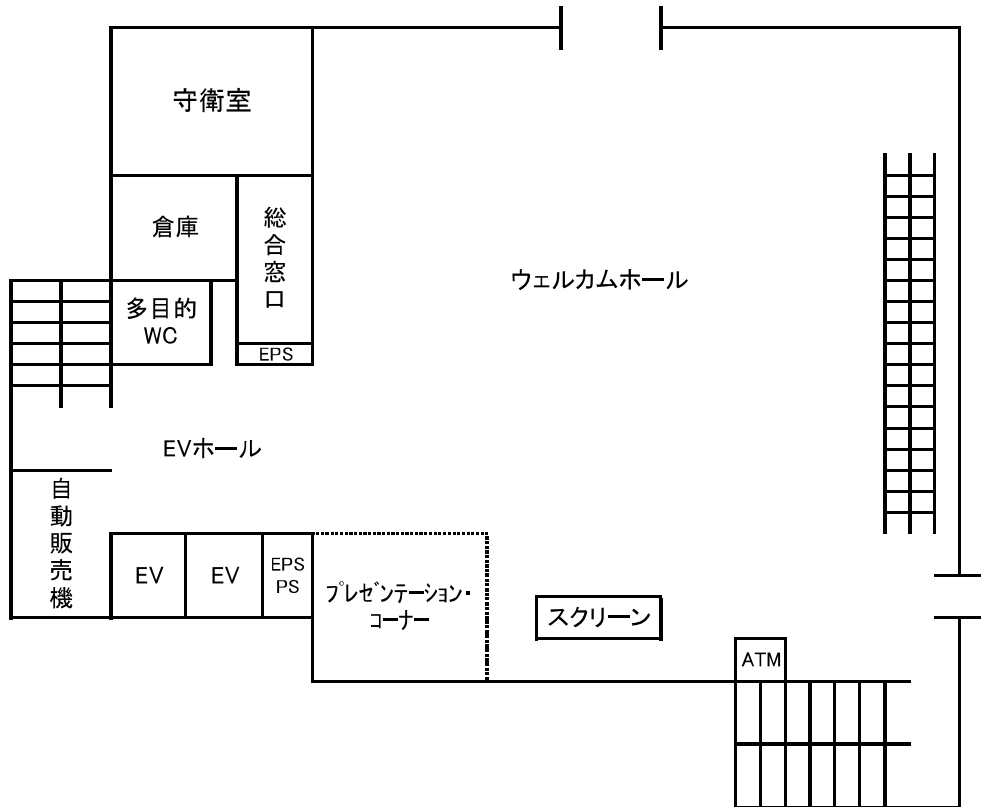 守衛室
倉庫
総合窓口
ウェルカムホール
多目的
WC
EPS
EVホール
自動販売機
EV
EV
EPS
PS
プレゼンテーション・
コーナー
スクリーン
ATM